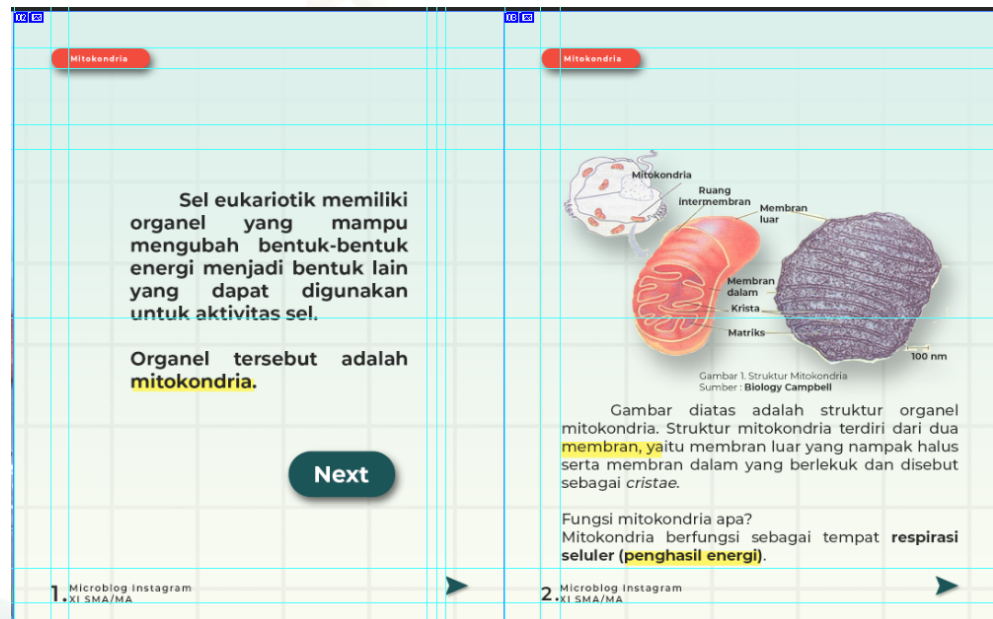 002
003
Mitokondria
Sel eukariotik memiliki
organel yang mampu
mengubah bentuk-bentuk
energi menjadi bentuk lain
yang dapat digunakan
untuk aktivitas sel.
Organel tersebut adalah
mitokondria.
Next
1.
Microblog Instagram
XI SMA/MA
Mitokondria
Mitokondria
Ruang
intermembran
Membran
luar
Membran
dalam
Krista
Matriks
100 nm
Gambar 1. Struktur Mitokondria
Sumber : Biology Campbell
Gambar diatas adalah struktur organel
mitokondria. Struktur mitokondria terdiri dari dua
membran, yaitu membran luar yang nampak halus
serta membran dalam yang berlekuk dan disebut
sebagai cristae.
Fungsi mitokondria apa?
Mitokondria berfungsi sebagai tempat respirasi
seluler (penghasil energi).
2.
Microblog Instagram
XI SMA/MA